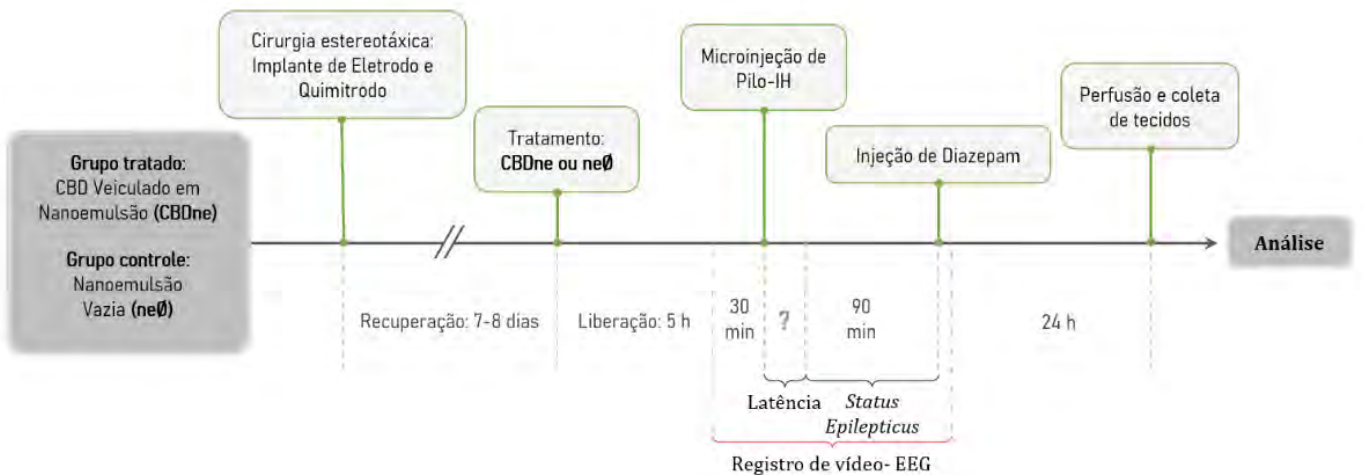 Cirurgia estereotáxica:
Implante de Eletrodo e
Quimitrodo
Microinjeção de
Pilo-IH
Perfusão e coleta
de tecidos
Tratamento:
CBDne ou neØ
Injeção de Diazepam
Grupo tratado:
CBD Veiculado em
Nanoemulsão (CBDne)
Grupo controle:
Nanoemulsão
Vazia (neØ)
Análise
Recuperação: 7-8 dias
Liberação: 5 h
30
min
?
90
min
24 h
Latência
Status
Epilepticus
Registro de vídeo- EEG